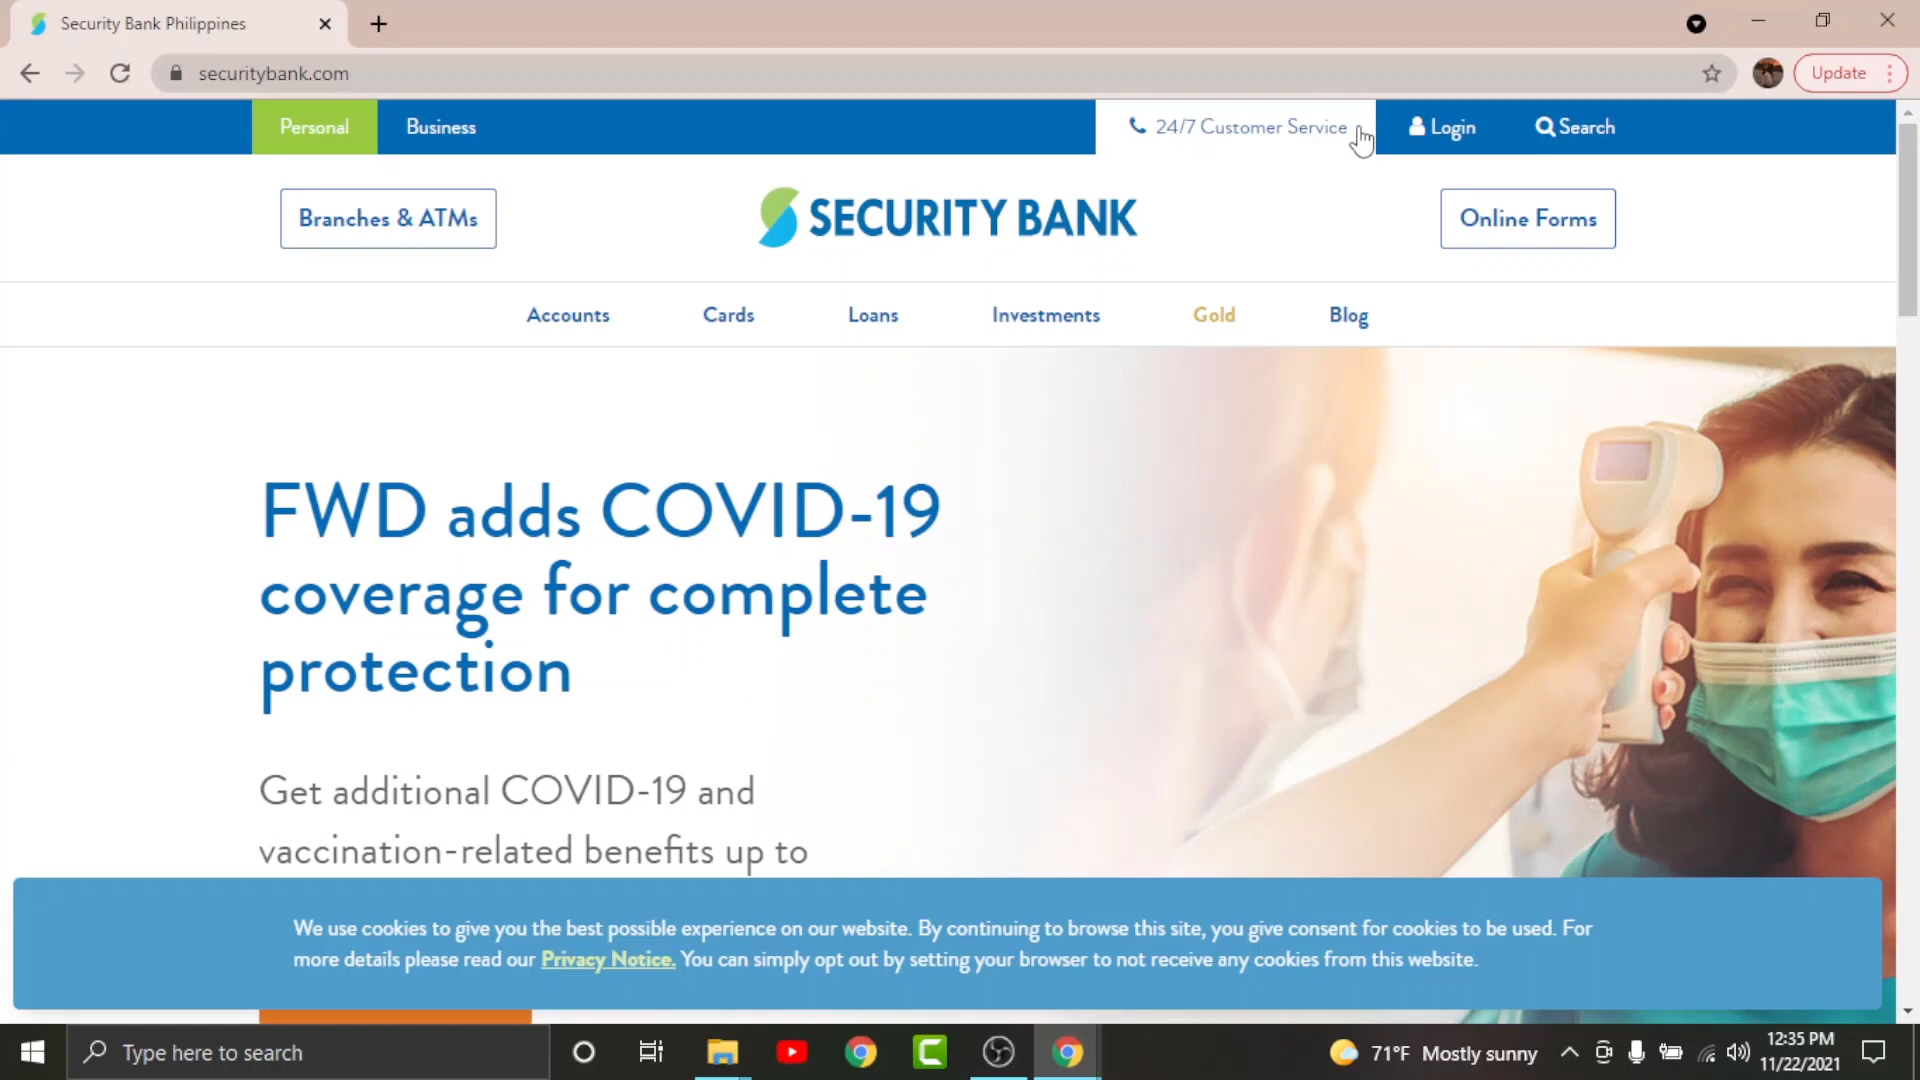 Security Bank Philippines
securitybank.com
Update
Personal
Business
24/7 Customer Service
Login
Search
Branches & ATMs
SECURITY BANK
Online Forms
Accounts
Cards
Loans
Investments
Gold
Blog
FWD adds COVID-19
coverage for complete
protection
Get additional COVID-19 and
vaccination-related benefits up to
We use cookies to give you the best possible experience on our website. By continuing to browse this site, you give consent for cookies to be used. For
more details please read our Privacy Notice. You can simply opt out by setting your browser to not receive any cookies from this website.
Type here to search
71°F Mostly sunny
12:35 PM
11/22/2021